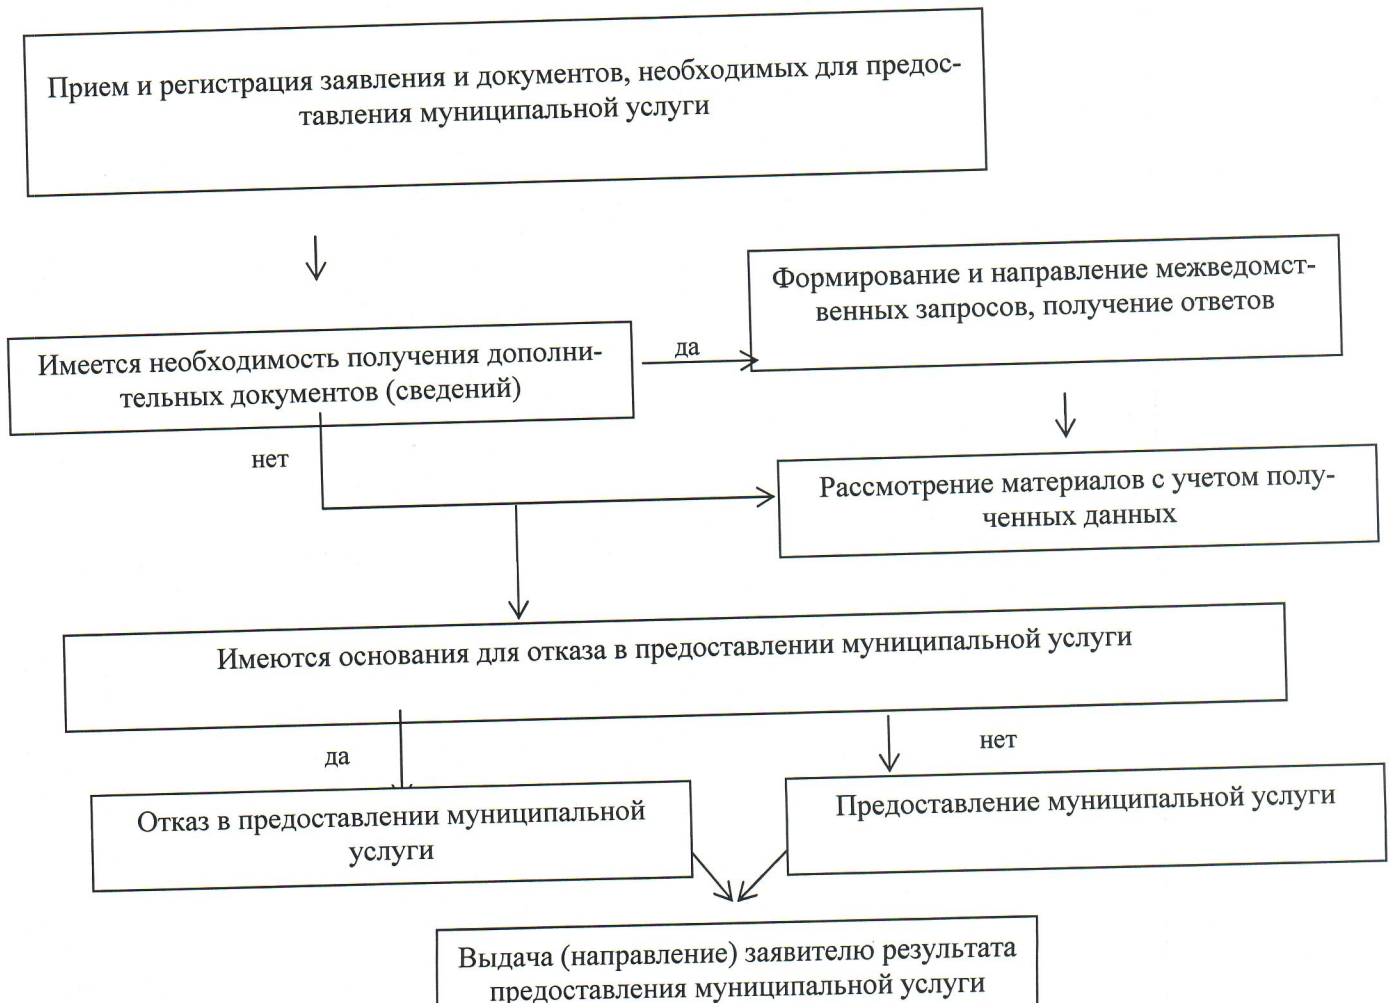 Прием и регистрация заявления и документов, необходимых для предос-
тавления муниципальной услуги
Формирование и направление межведомст-
венных запросов, получение ответов
Имеется необходимость получения дополни-
тельных документов (сведений)
да
нет
Рассмотрение материалов с учетом полу-
ченных данных
Имеются основания для отказа в предоставлении муниципальной услуги
да
нет
Отказ в предоставлении муниципальной
услуги
Предоставление муниципальной услуги
Выдача (направление) заявителю результата
предоставления муниципальной услуги